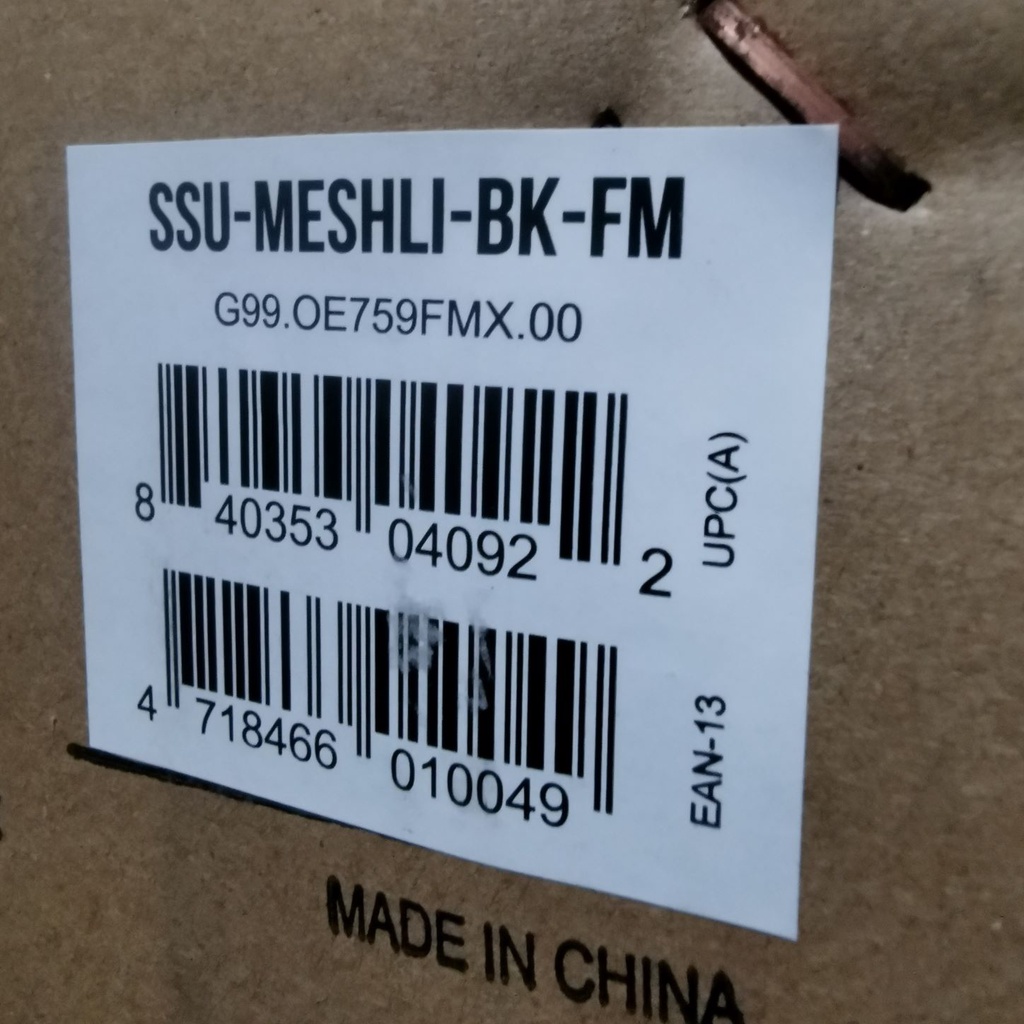 SSU-MESHLI-BK-FM
G99.OE759FMX.00
8 40353 04092 2
UPC(A)
4 718466 010049
EAN-13
MADE IN CHINA